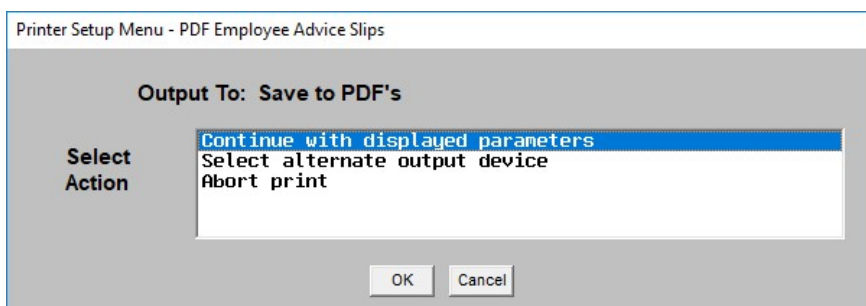 Printer Setup Menu - PDF Employee Advice Slips
Output To: Save to PDF's
Select
Action
Continue with displayed parameters
Select alternate output device
Abort print
OK
Cancel